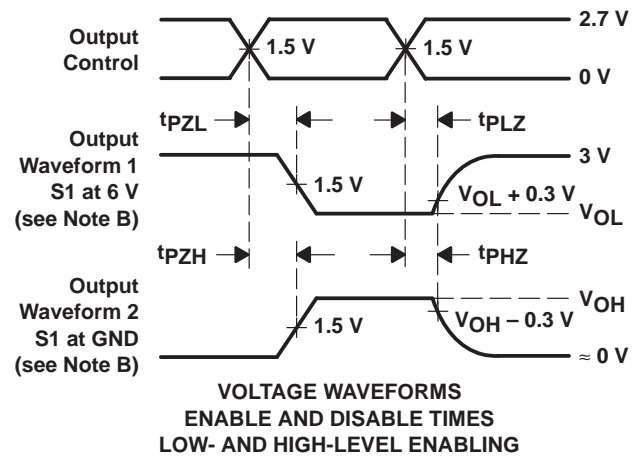 Output
Control
1.5 V
1.5 V
2.7 V
0 V
tPZL
tPLZ
Output
Waveform 1
S1 at 6 V
(see Note B)
1.5 V
3 V
VOL + 0.3 V
VOL
tPZH
tPHZ
Output
Waveform 2
S1 at GND
(see Note B)
1.5 V
VOH
VOH – 0.3 V
≈ 0 V
VOLTAGE WAVEFORMS
ENABLE AND DISABLE TIMES
LOW- AND HIGH-LEVEL ENABLING